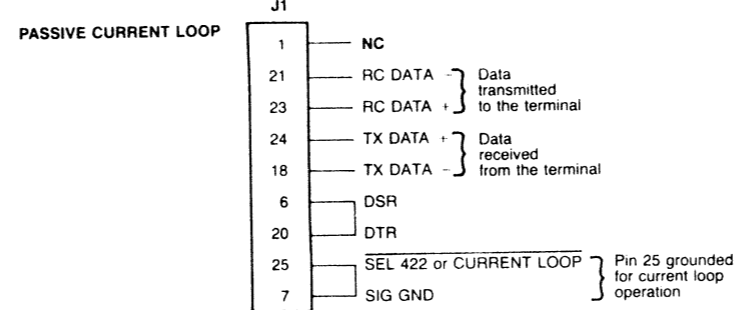 J1
PASSIVE CURRENT LOOP
1 NC
21 RC DATA - Data
transmitted
23 RC DATA + to the terminal
24 TX DATA + Data
received
18 TX DATA - from the terminal
6 DSR
20 DTR
25 SEL 422 or CURRENT LOOP Pin 25 grounded
for current loop
7 SIG GND operation